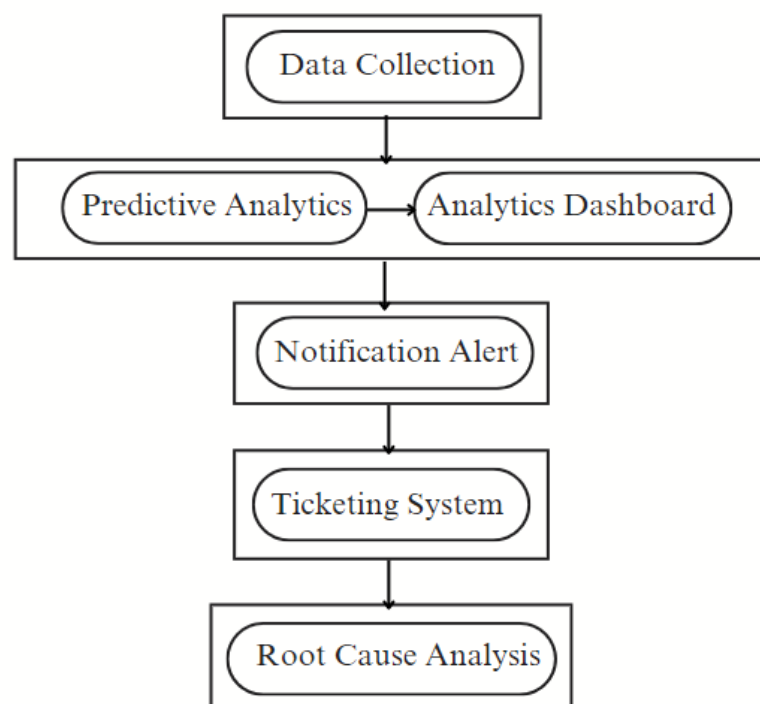 Data Collection
Predictive Analytics
Analytics Dashboard
Notification Alert
Ticketing System
Root Cause Analysis